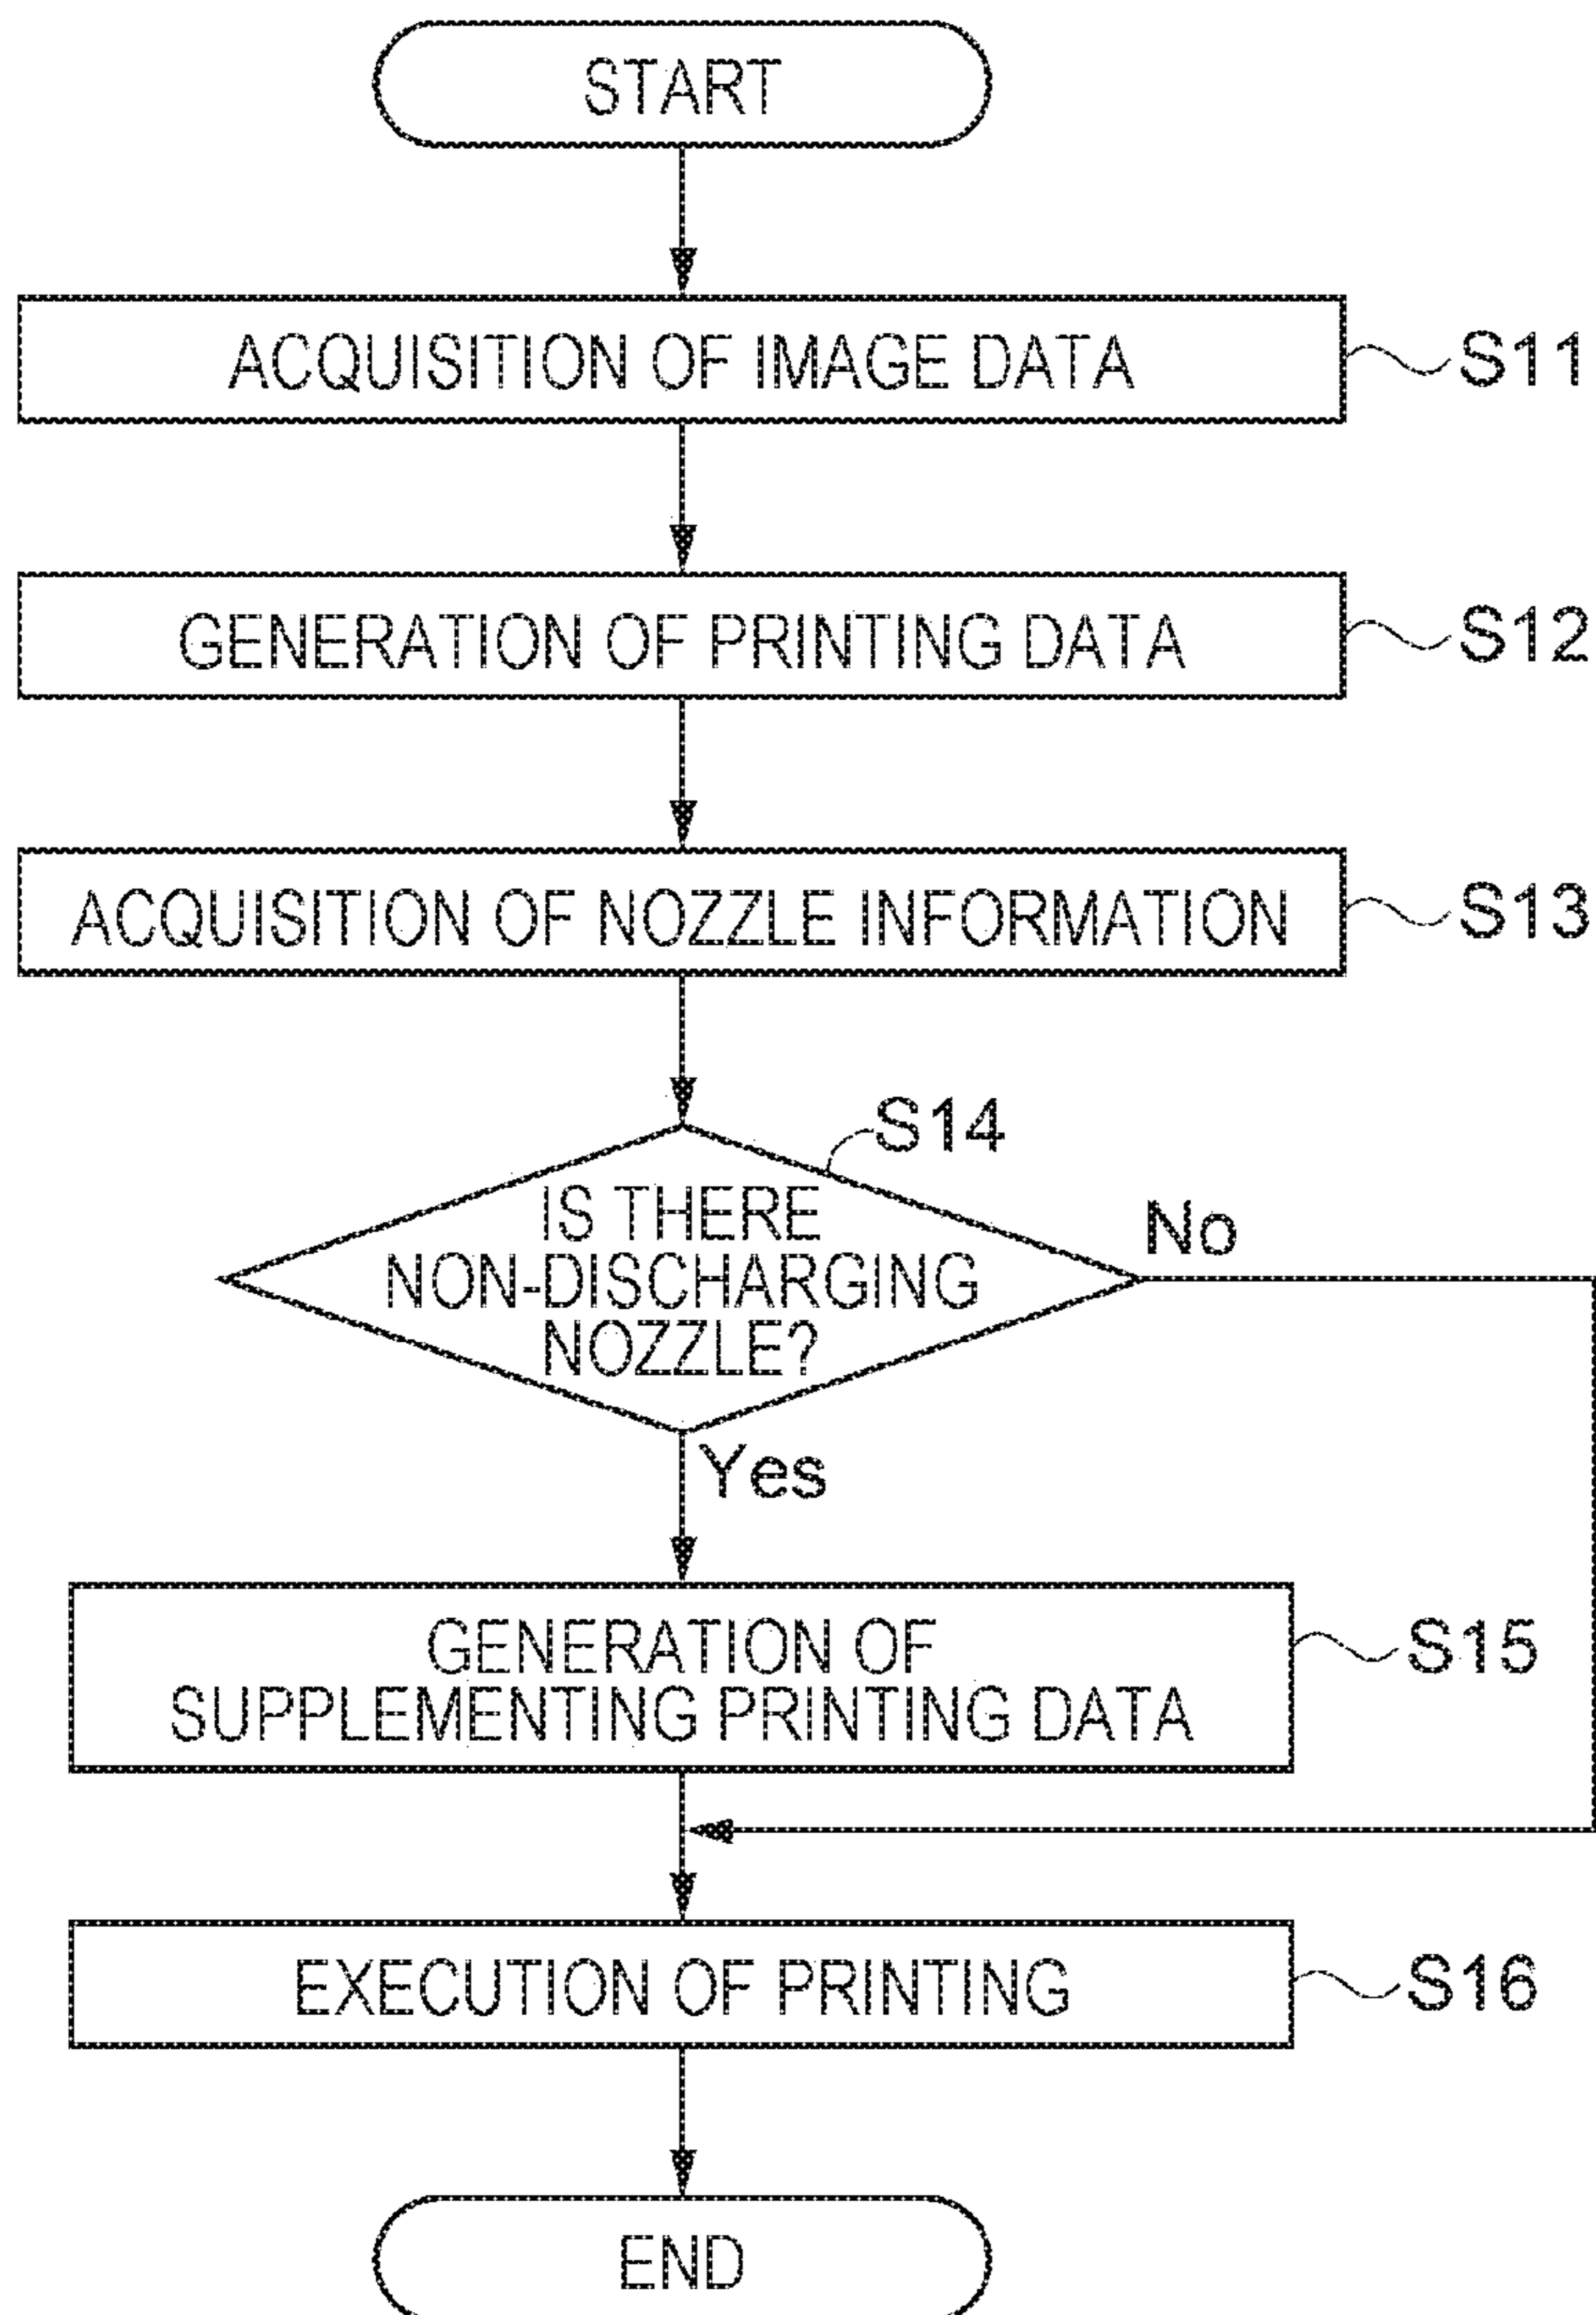 START
ACQUISITION OF IMAGE DATA
S11
GENERATION OF PRINTING DATA
S12
ACQUISITION OF NOZZLE INFORMATION
S13
S14
IS THERE
NON-DISCHARGING
NOZZLE?
No
Yes
GENERATION OF
SUPPLEMENTING PRINTING DATA
S15
EXECUTION OF PRINTING
S16
END